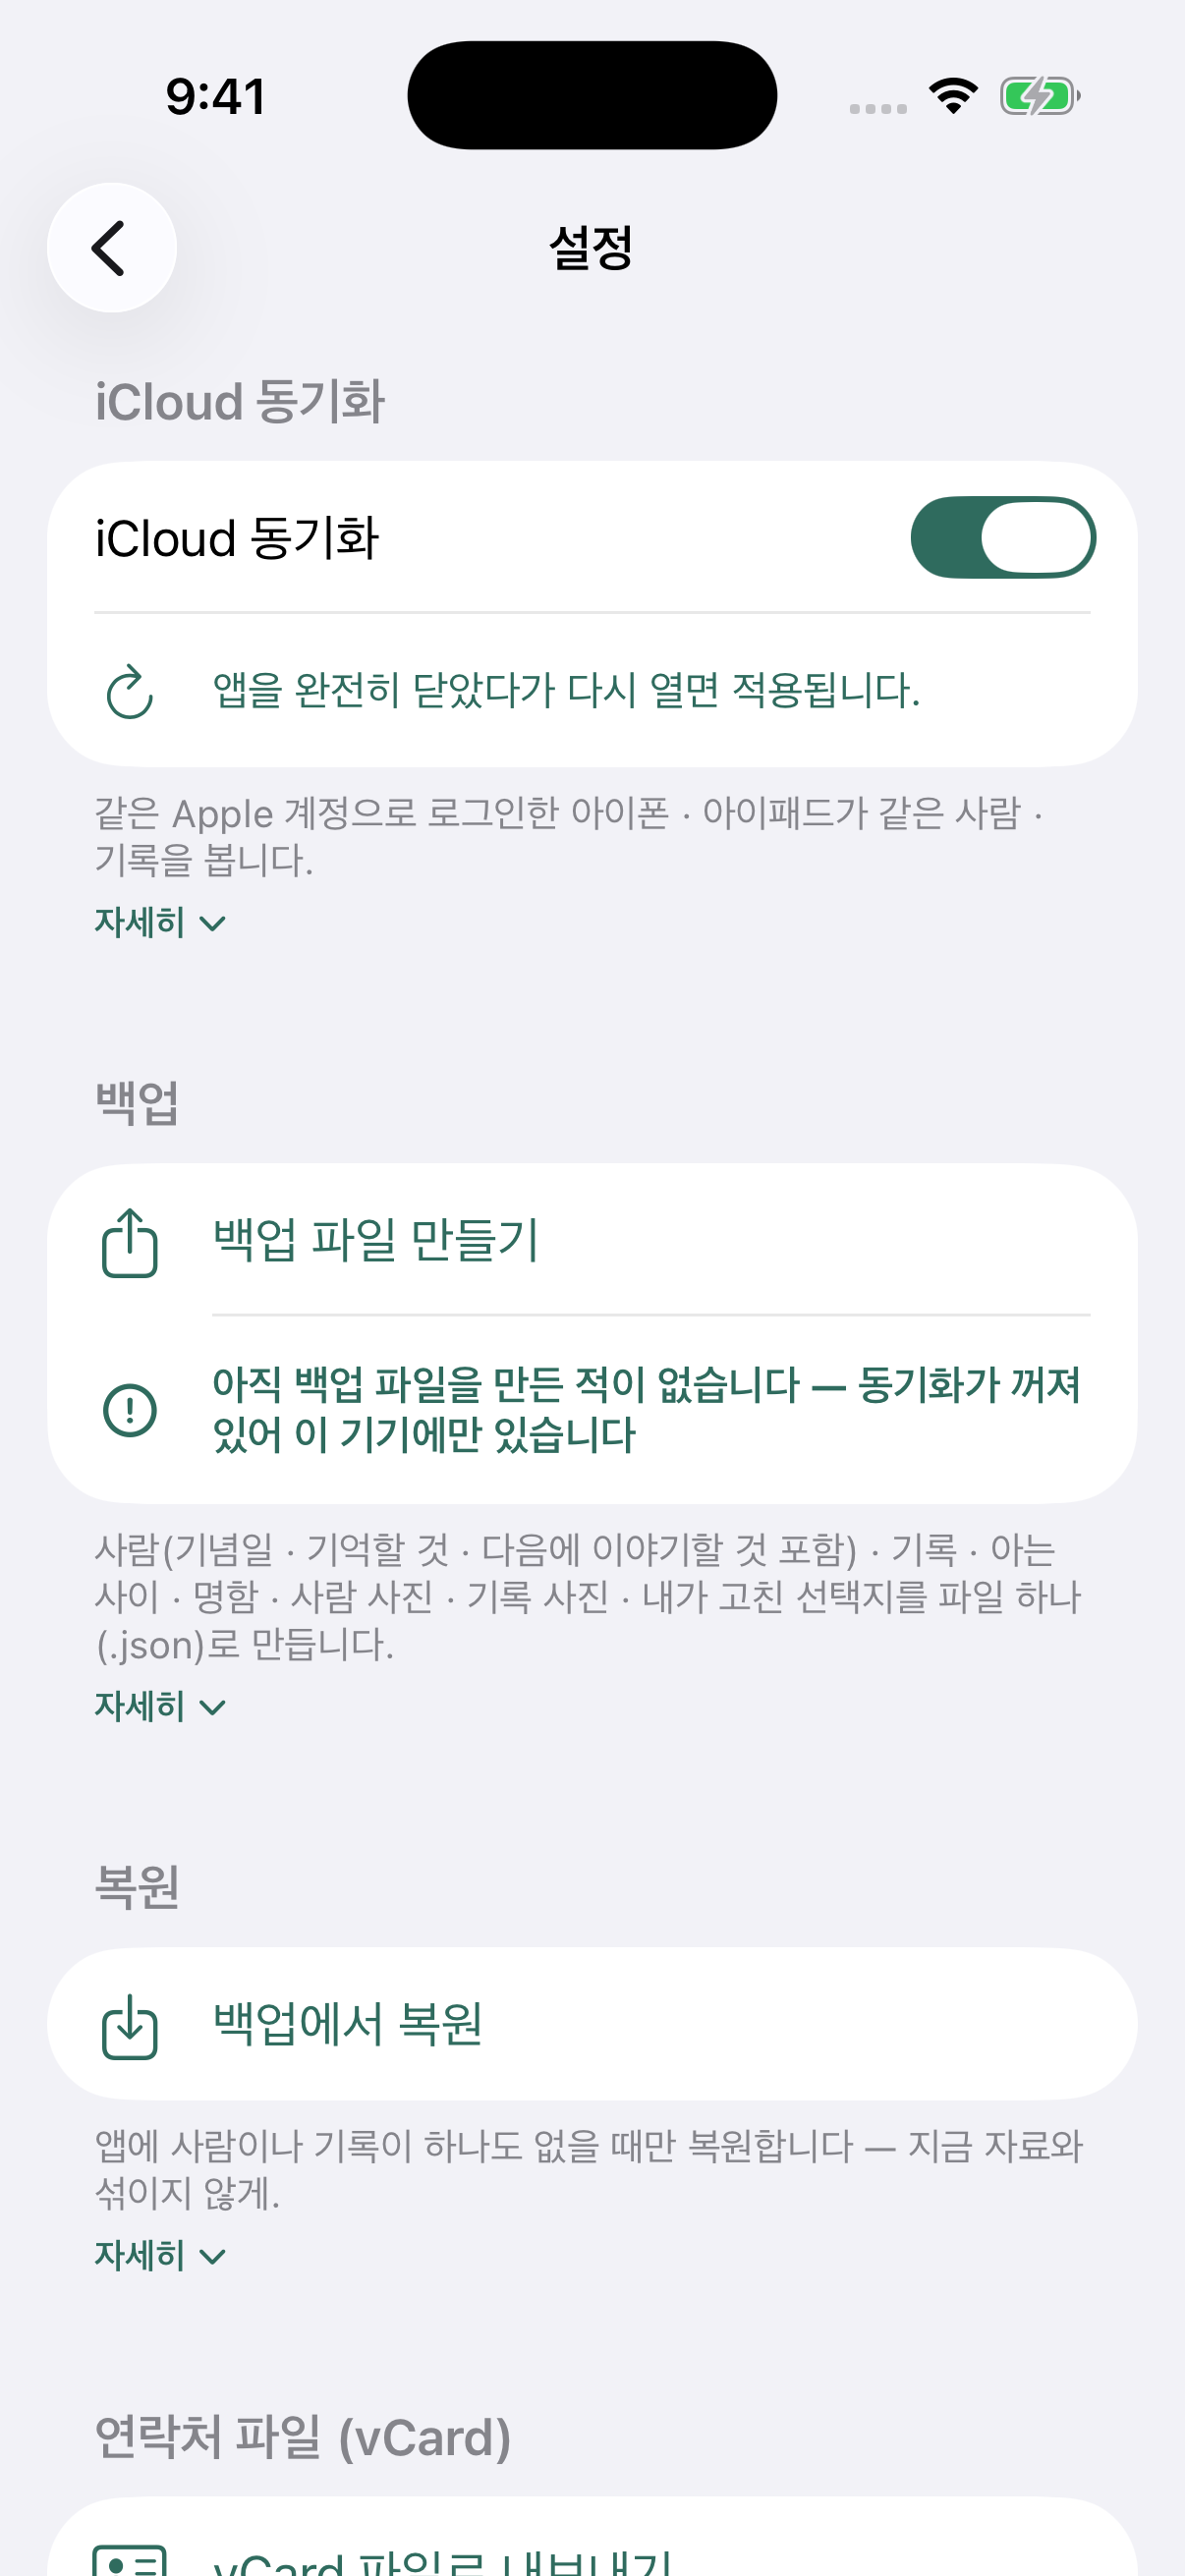 9:41
설정
iCloud 동기화
iCloud 동기화
앱을 완전히 닫았다가 다시 열면 적용됩니다.
같은 Apple 계정으로 로그인한 아이폰 · 아이패드가 같은 사람 ·
기록을 봅니다.
자세히
백업
백업 파일 만들기
아직 백업 파일을 만든 적이 없습니다 — 동기화가 꺼져
있어 이 기기에만 있습니다
사람(기념일 · 기억할 것 · 다음에 이야기할 것 포함) · 기록 · 아는
사이 · 명함 · 사람 사진 · 기록 사진 · 내가 고친 선택지를 파일 하나
(.json)로 만듭니다.
자세히
복원
백업에서 복원
앱에 사람이나 기록이 하나도 없을 때만 복원합니다 — 지금 자료와
섞이지 않게.
자세히
연락처 파일 (vCard)
vCard 파일로 내보내기